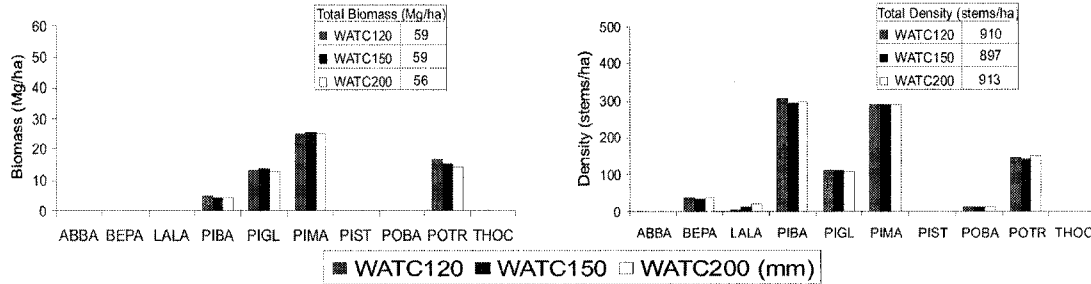 Total Biomass (Mg/ha)
WATC120 59
WATC150 59
WATC200 56
Biomass (Mg/ha)
60
50
40
30
20
10
0
ABBA BEPA LALA PIBA PIGL PIMA PIST POBA POTR THOC
Total Density (stems/ha)
WATC120 910
WATC150 897
WATC200 913
Density (stems/ha)
500
400
300
200
100
0
ABBA BEPA LALA PIBA PIGL PIMA PIST POBA POTR THOC
WATC120 WATC150 WATC200 (mm)